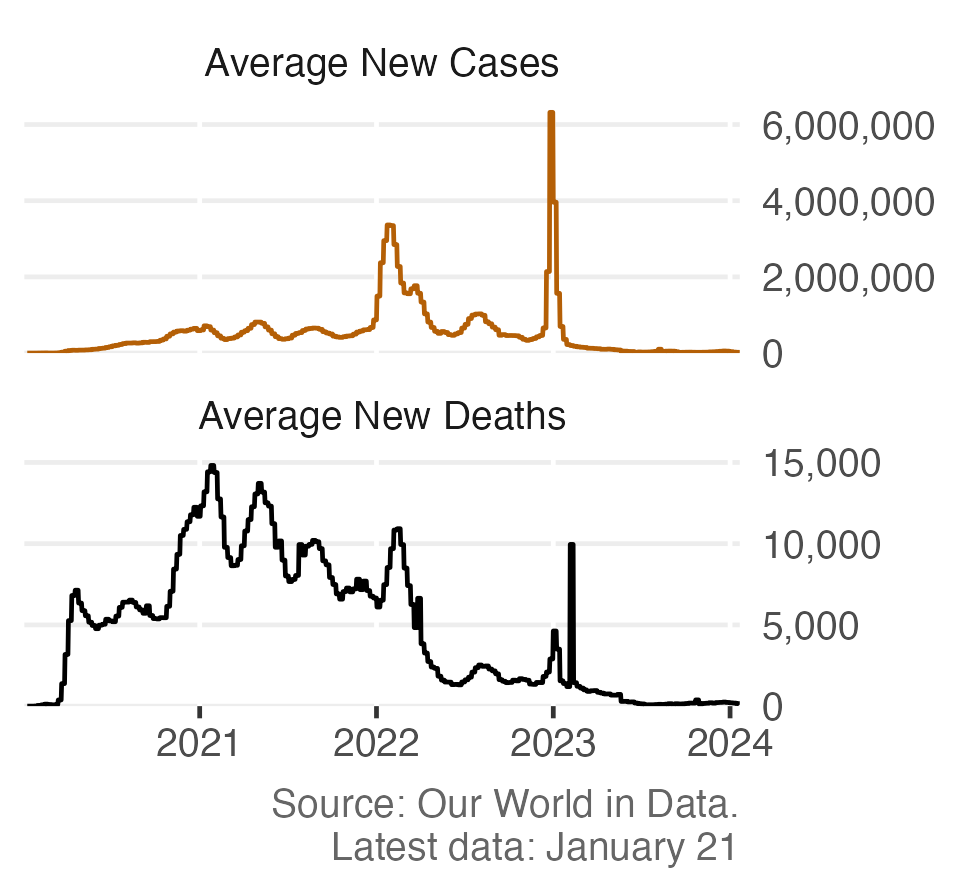 Average New Cases
6,000,000
4,000,000
2,000,000
0
Average New Deaths
15,000
10,000
5,000
0
2021 2022 2023 2024
Source: Our World in Data.
Latest data: January 21